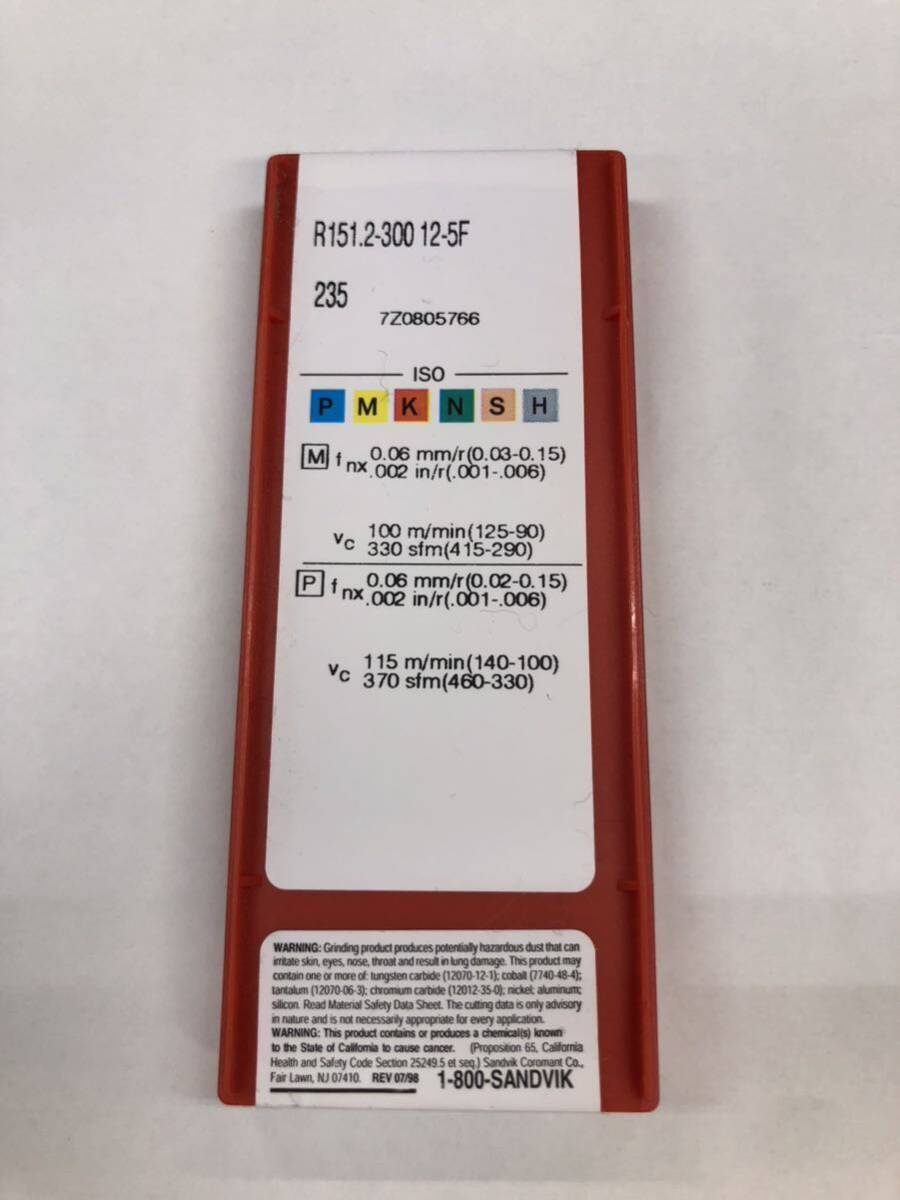 R151.2-300 12-5F
235
7Z0805766
ISO
P M K N S H
M fnx 0.06 mm/r(0.03-0.15)
.002 in/r(.001-.006)
vc 100 m/min(125-90)
330 sfm(415-290)
P fnx 0.06 mm/r(0.02-0.15)
.002 in/r(.001-.006)
vc 115 m/min(140-100)
370 sfm(460-330)
WARNING: Grinding product produces potentially hazardous dust that can
irritate skin, eyes, nose, throat and result in lung damage. This product may
contain one or more of: tungsten carbide (12070-12-1); cobalt (7740-48-4);
tantalum (12070-06-3); chromium carbide (12012-35-0); nickel; aluminum;
silicon. Read Material Safety Data Sheet. The cutting data is only advisory
in nature and is not necessarily appropriate for every application.
WARNING: This product contains or produces a chemical(s) known
to the State of California to cause cancer. (Proposition 65, California
Health and Safety Code Section 25249.5 et seq.) Sandvik Coromant Co.,
Fair Lawn, NJ 07410. REV 07/98 1-800-SANDVIK